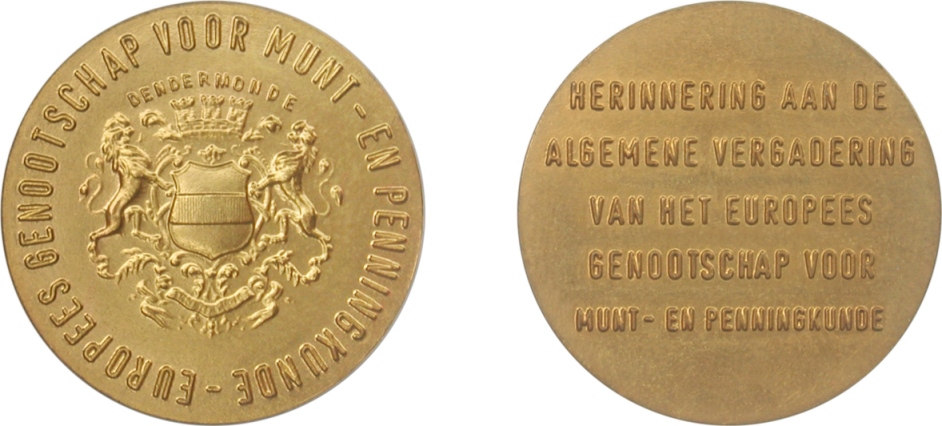 EUROPEES GENOOTSCHAP VOOR MUNT-EN PENNINGKUNDE-
DENDERMONDE
HERINNERING AAN DE
ALGEMENE VERGADERING
VAN HET EUROPEES
GENOOTSCHAP VOOR
MUNT- EN PENNINGKUNDE